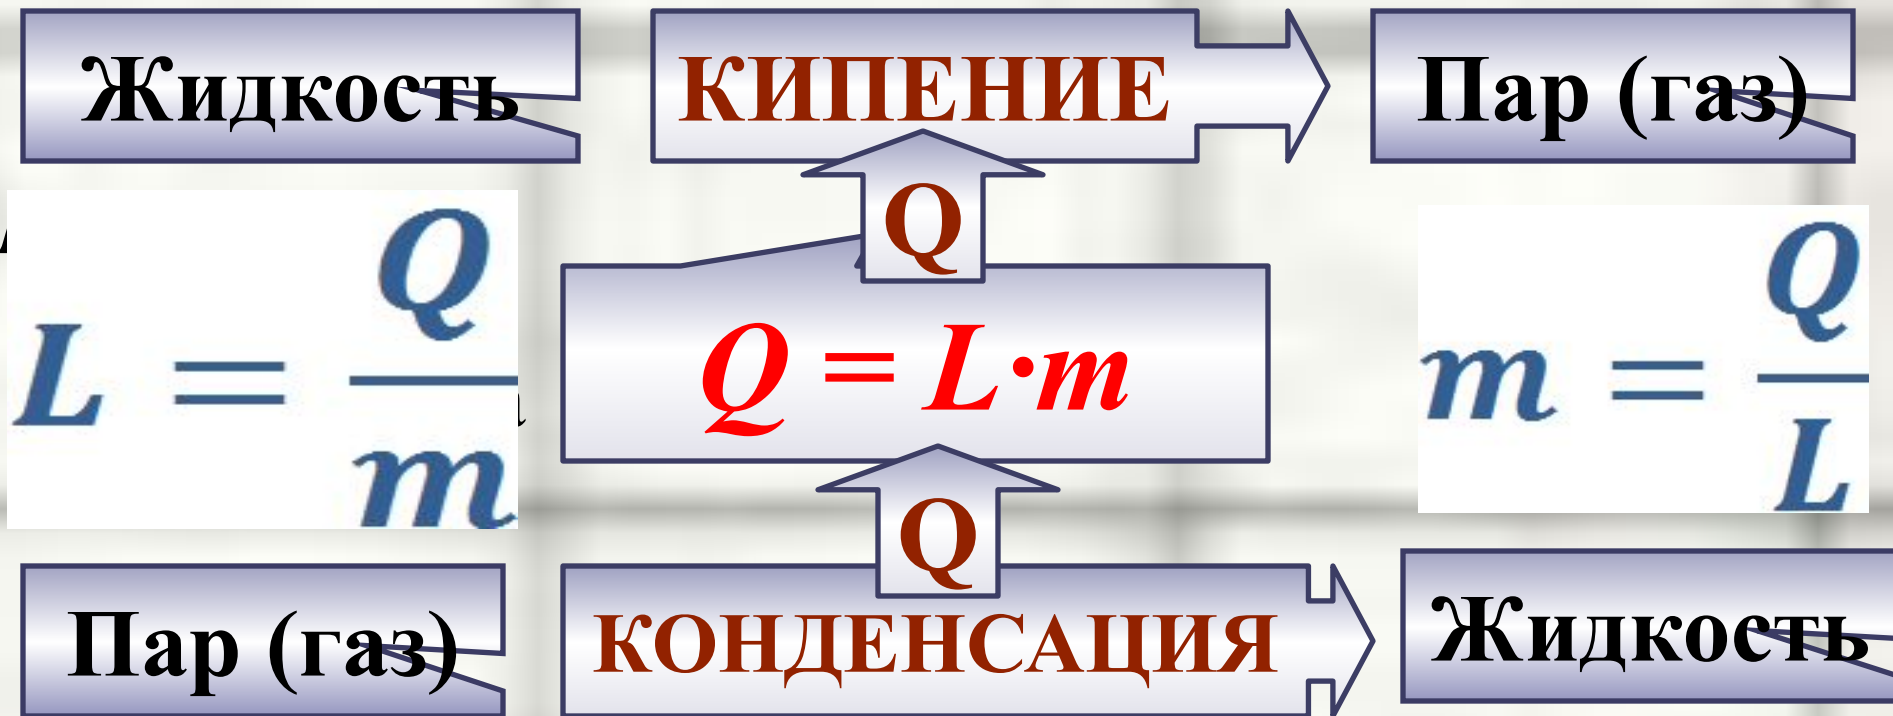 Жидкость
КИПЕНИЕ
Пар (газ)
Q
L = Q/m
Q = L·m
m = Q/L
Q
Пар (газ)
КОНДЕНСАЦИЯ
Жидкость